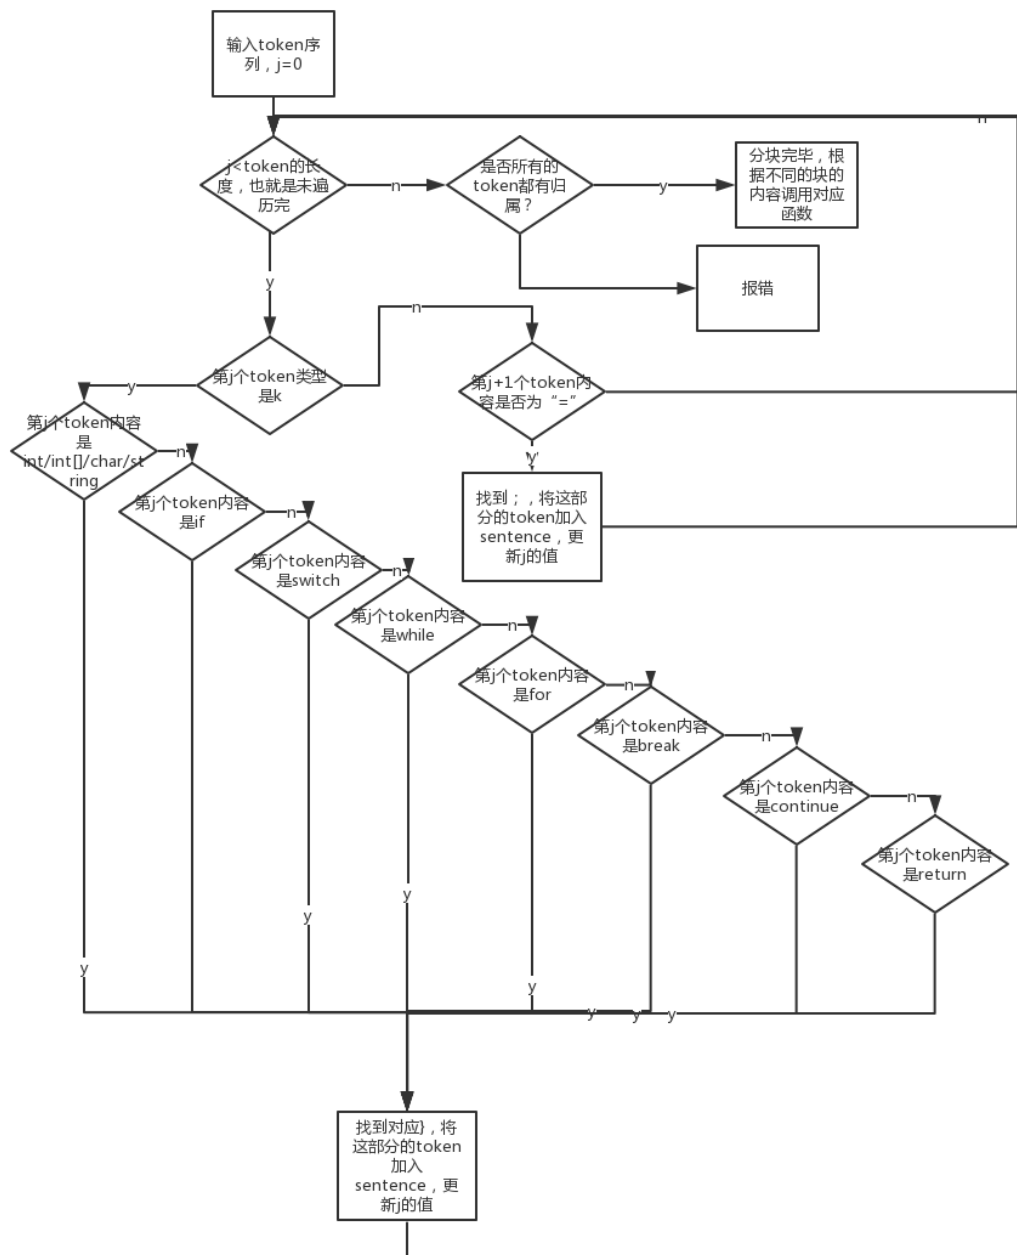 输入token序
列，j=0
n
j<token的长
度，也就是未遍
历完
n
是否所有的
token都有归
属？
y
分块完毕，根
据不同的块的
内容调用对应
函数
y
报错
n
第j个token类型
是k
y
第j+1个token内
容是否为“=”
y
找到；，将这部
分的token加入
sentence，更
新j的值
第j个token内容
是
int/int[]/char/st
ring
n
第j个token内容
是if
n
第j个token内容
是switch
n
第j个token内容
是while
n
第j个token内容
是for
n
第j个token内容
是break
n
第j个token内容
是continue
n
第j个token内容
是return
y
y
y
y
y
y
y
找到对应}，将
这部分的token
加入
sentence，更
新j的值